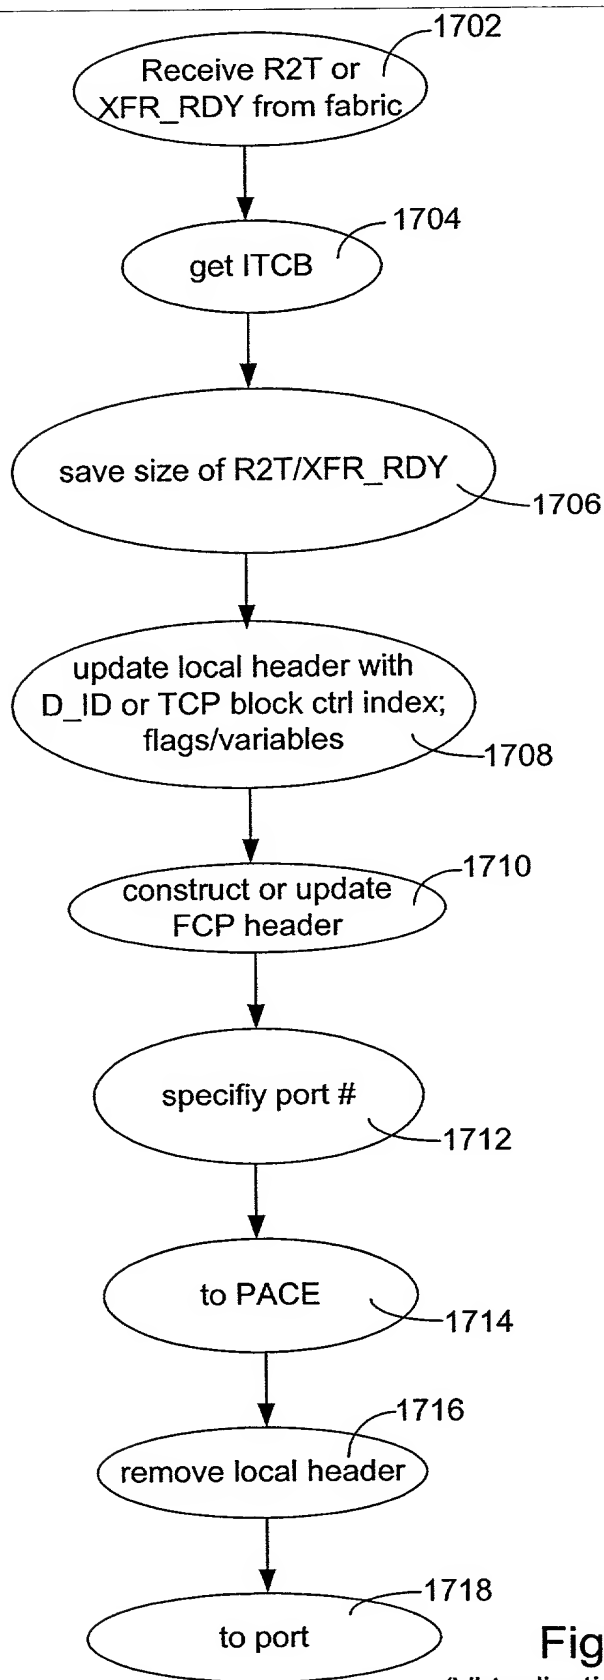 1702
Receive R2T or
XFR_RDY from fabric
1704
get ITCB
save size of R2T/XFR_RDY
1706
update local header with
D_ID or TCP block ctrl index;
flags/variables
1708
1710
construct or update
FCP header
specifiy port #
1712
to PACE
1714
1716
remove local header
1718
to port
Fig